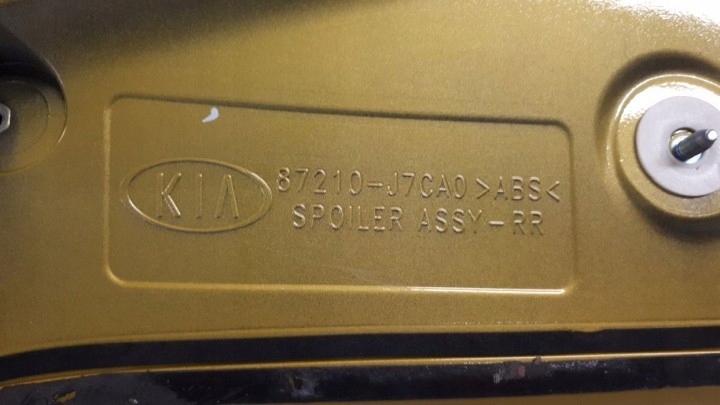 KIA
87210-J7CA0 >ABS<
SPOILER ASSY-RR